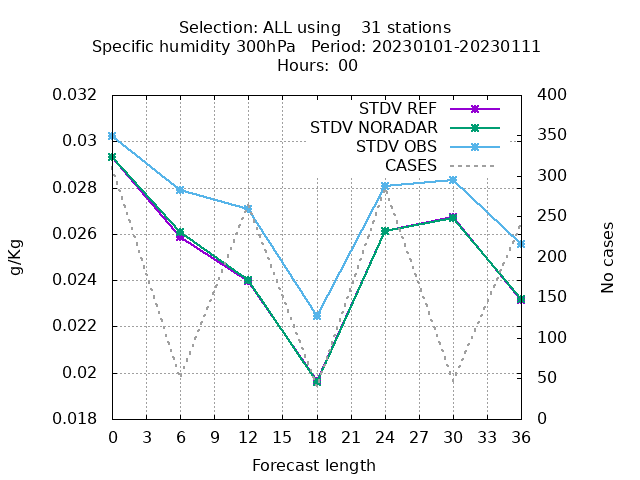 Selection: ALL using    31 stations
Specific humidity 300hPa   Period: 20230101-20230111
Hours:  00
STDV REF
STDV NORADAR
STDV OBS
CASES
g/Kg
0.032
0.03
0.028
0.026
0.024
0.022
0.02
0.018
400
350
300
250
200
150
100
50
0
No cases
0 3 6 9 12 15 18 21 24 27 30 33 36
Forecast length